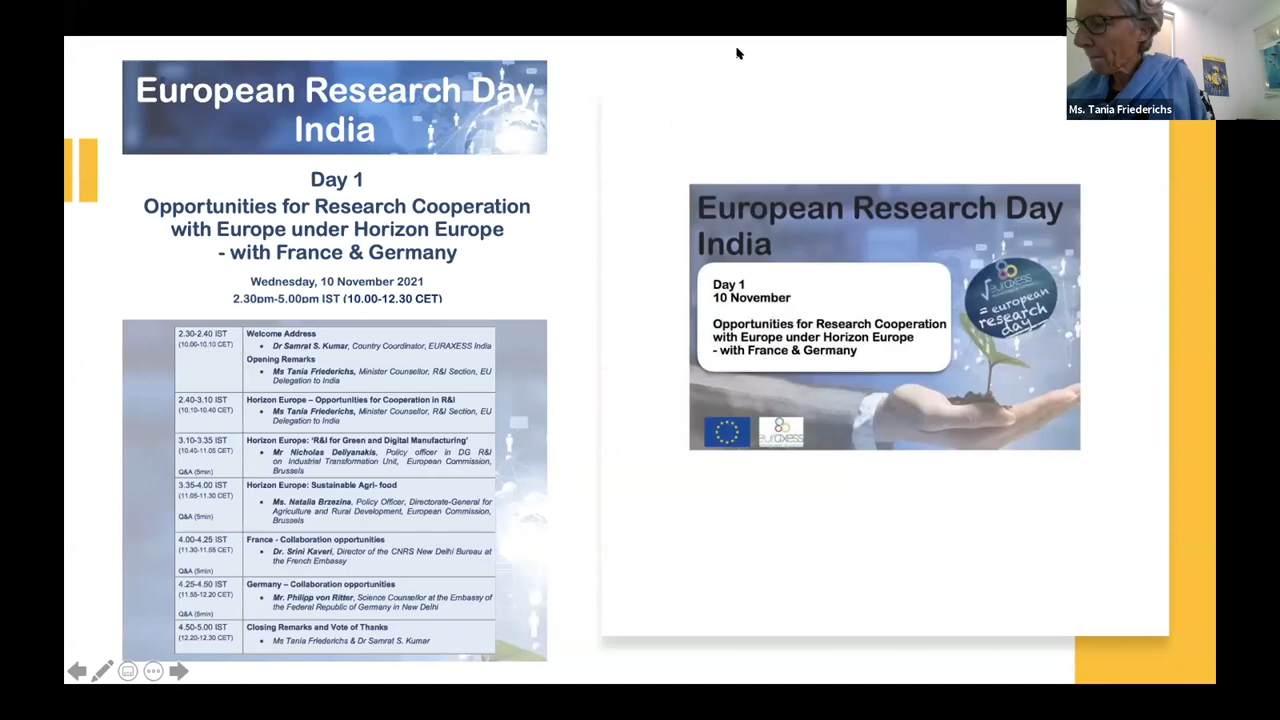 European Research Day
India
Day 1
Opportunities for Research Cooperation
with Europe under Horizon Europe
- with France & Germany
Wednesday, 10 November 2021
2.30pm-5.00pm IST (10.00-12.30 CET)
2.30-2.40 IST
(10.00-10.10 CET)
Welcome Address
• Dr Samrat S. Kumar, Country Coordinator, EURAXESS India
Opening Remarks
• Ms Tania Friederichs, Minister Counsellor, R&I Section, EU
Delegation to India
2.40-3.10 IST
(10.10-10.40 CET)
Horizon Europe – Opportunities for Cooperation in R&I
• Ms Tania Friederichs, Minister Counsellor, R&I Section, EU
Delegation to India
3.10-3.35 IST
(10.40-11.05 CET)
Q&A (5min)
Horizon Europe: ‘R&I for Green and Digital Manufacturing’
• Mr Nicholas Deliyanakis, Policy officer in DG R&I
on Industrial Transformation Unit, European Commission,
Brussels
3.35-4.00 IST
(11.05-11.30 CET)
Q&A (5min)
Horizon Europe: Sustainable Agri- food
• Ms. Natalia Brzezina, Policy Officer, Directorate-General for
Agriculture and Rural Development, European Commission,
Brussels
4.00-4.25 IST
(11.30-11.55 CET)
Q&A (5min)
France - Collaboration opportunities
• Dr. Srini Kaveri, Director of the CNRS New Delhi Bureau at
the French Embassy
4.25-4.50 IST
(11.55-12.20 CET)
Q&A (5min)
Germany – Collaboration opportunities
• Mr. Philipp von Ritter, Science Counsellor at the Embassy of
the Federal Republic of Germany in New Delhi
4.50-5.00 IST
(12.20-12.30 CET)
Closing Remarks and Vote of Thanks
• Ms Tania Friederichs & Dr Samrat S. Kumar
European Research Day
India
Day 1
10 November
Opportunities for Research Cooperation
with Europe under Horizon Europe
- with France & Germany
euraxess
= european
research
day
euraxess
Ms. Tania Friederichs